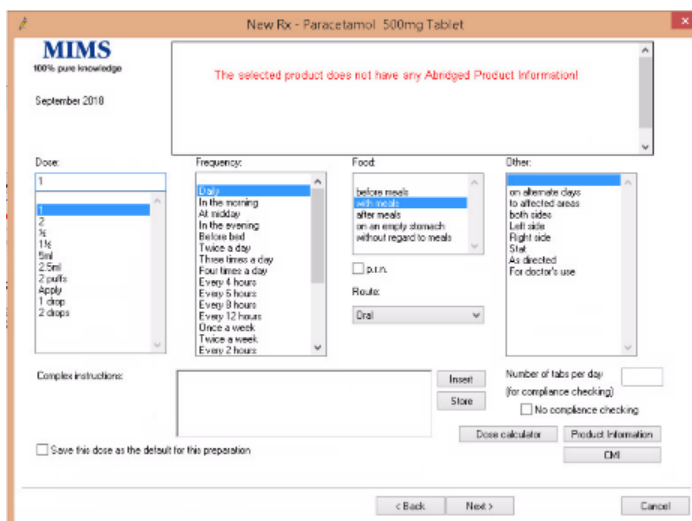 New Rx - Paracetamol 500mg Tablet
MIMS
100% pure knowledge
September 2018
The selected product does not have any Abridged Product Information!
Dose:
1
1
2
½
1½
5ml
2.5ml
2 puffs
Apply
1 drop
2 drops
Frequency:
Daily
In the morning
At midday
In the evening
Before bed
Twice a day
Three times a day
Four times a day
Every 4 hours
Every 6 hours
Every 8 hours
Every 12 hours
Once a week
Twice a week
Every 2 hours
Food:
before meals
with meals
after meals
on an empty stomach
without regard to meals
p.r.n.
Route:
Oral
Other:
on alternate days
to affected areas
both sides
Left side
Right side
Stat
As directed
For doctor's use
Complex instructions:
Insert
Store
Number of tabs per day
(for compliance checking)
No compliance checking
Dose calculator
Product Information
CMI
Save this dose as the default for this preparation
< Back
Next >
Cancel